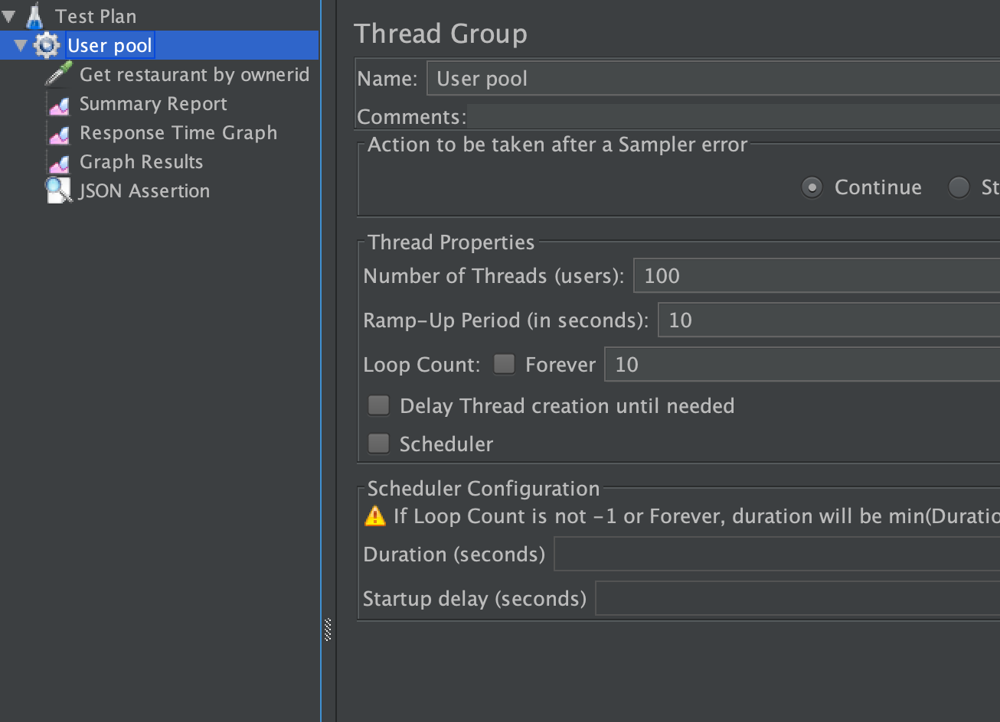 Test Plan
User pool
Get restaurant by ownerid
Summary Report
Response Time Graph
Graph Results
JSON Assertion
Thread Group
Name: User pool
Comments:
Action to be taken after a Sampler error
Continue St
Thread Properties
Number of Threads (users): 100
Ramp-Up Period (in seconds): 10
Loop Count: Forever 10
Delay Thread creation until needed
Scheduler
Scheduler Configuration
If Loop Count is not -1 or Forever, duration will be min(Duratio
Duration (seconds)
Startup delay (seconds)